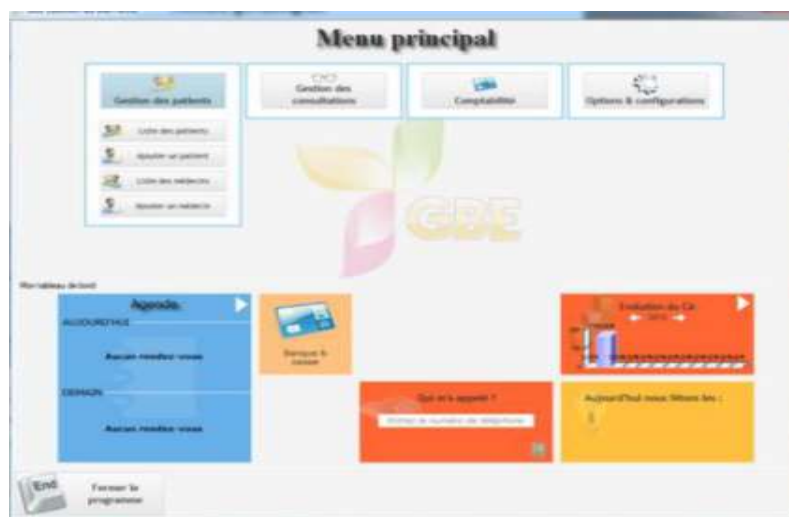 Menu principal
Gestion des patients
Gestion des
consultations
Comptabilité
Options & configurations
Liste des patients
Ajouter un patient
Liste des médecins
Ajouter un médecin
GBE
Mon tableau de bord
Agenda
AUJOURD'HUI
Aucun rendez-vous
DEMAIN
Aucun rendez-vous
Banque &
caisse
Evolution du CA
Qui m'a appelé ?
Entrez le numéro de téléphone
Aujourd'hui nous fêtons les :
End
Fermer le
programme